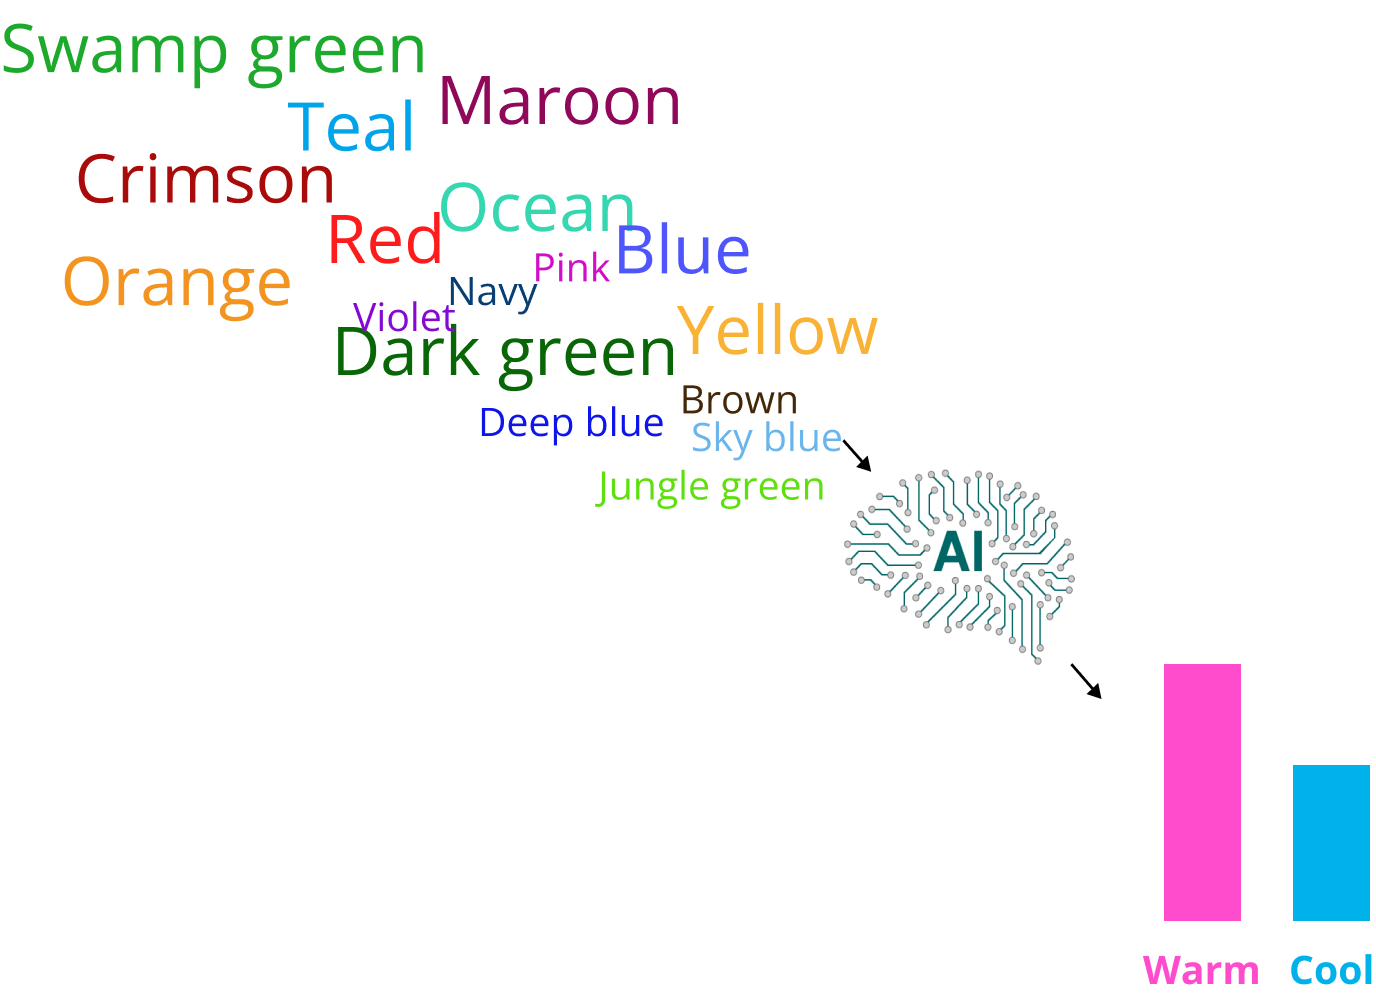 Swamp green
Maroon
Teal
Crimson
Ocean
Red
Blue
Pink
Orange
Navy
Violet
Yellow
Dark green
Brown
Deep blue
Sky blue
Jungle green
AI
Warm
Cool